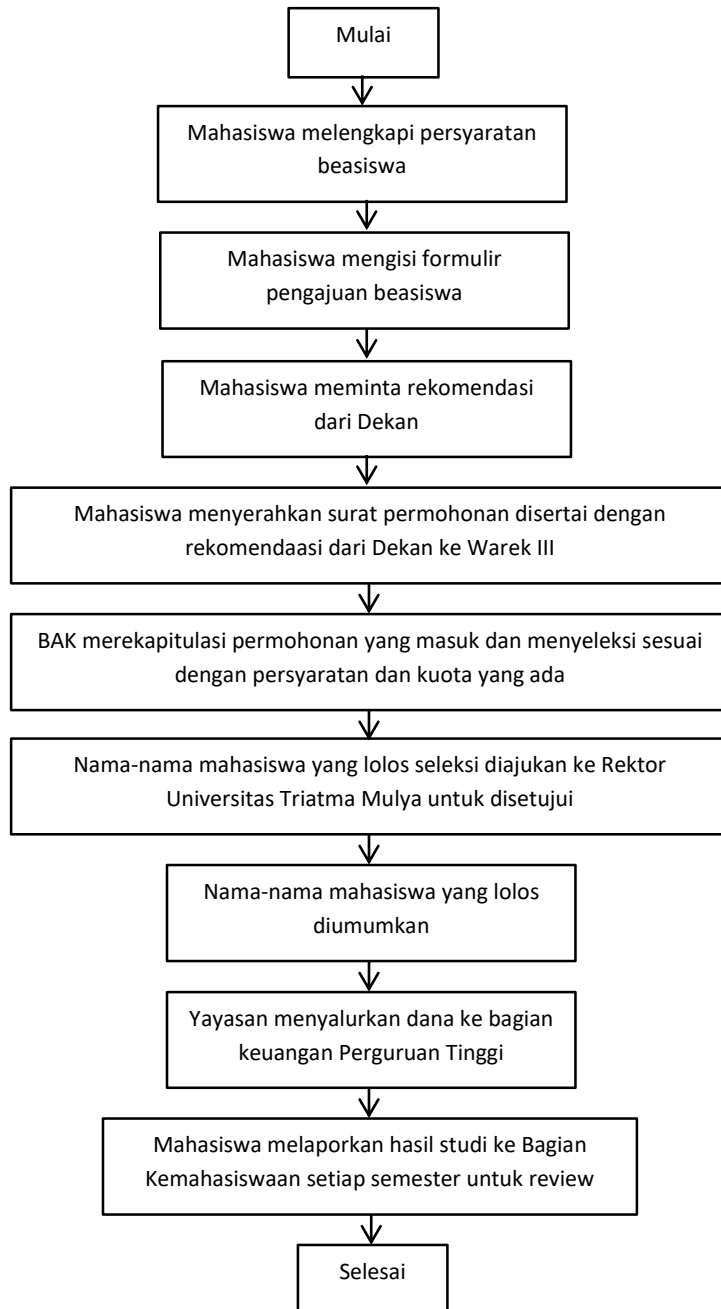 Mulai
Mahasiswa melengkapi persyaratan
beasiswa
Mahasiswa mengisi formulir
pengajuan beasiswa
Mahasiswa meminta rekomendasi
dari Dekan
Mahasiswa menyerahkan surat permohonan disertai dengan
rekomendaasi dari Dekan ke Warek III
BAK merekapitulasi permohonan yang masuk dan menyeleksi sesuai
dengan persyaratan dan kuota yang ada
Nama-nama mahasiswa yang lolos seleksi diajukan ke Rektor
Universitas Triatma Mulya untuk disetujui
Nama-nama mahasiswa yang lolos
diumumkan
Yayasan menyalurkan dana ke bagian
keuangan Perguruan Tinggi
Mahasiswa melaporkan hasil studi ke Bagian
Kemahasiswaan setiap semester untuk review
Selesai